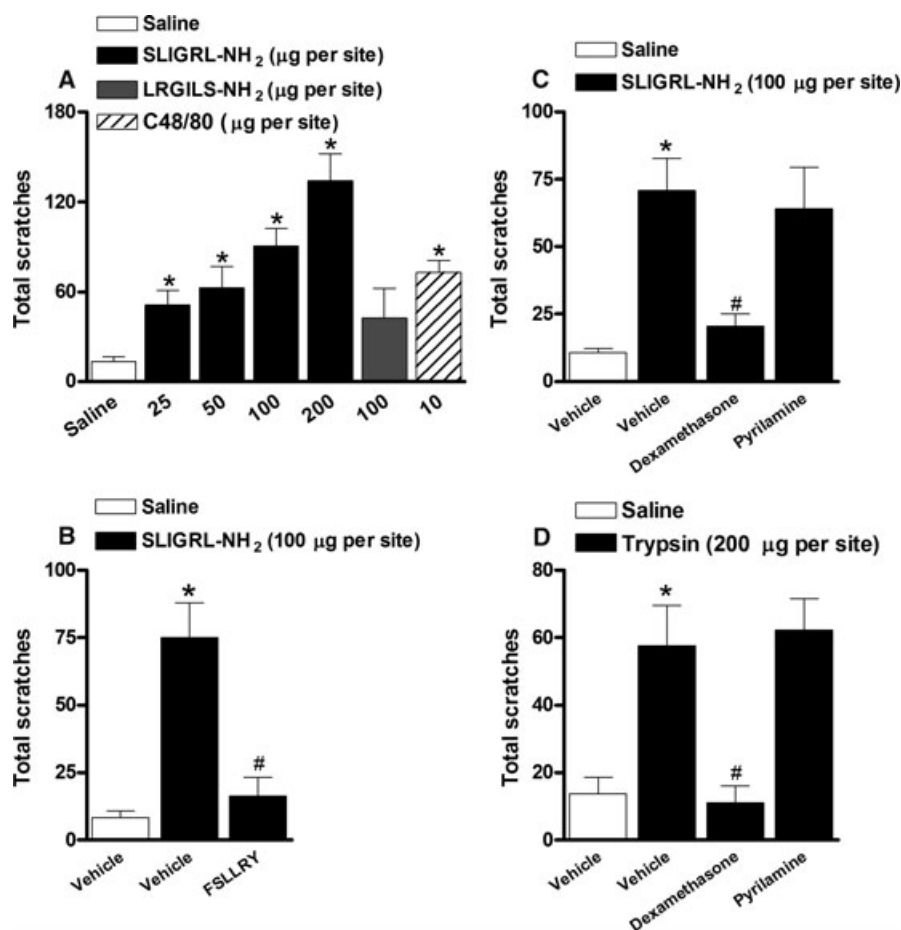 Saline
SLIGRL-NH₂ (µg per site)
LRGILS-NH₂ (µg per site)
C48/80 ( µg per site)
A
180
120
60
0
Total scratches
* * * * *
Saline 25 50 100 200 100 10
B
Saline
SLIGRL-NH₂ (100 µg per site)
100
75
50
25
0
Total scratches
* #
Vehicle Vehicle FSLLRY
C
Saline
SLIGRL-NH₂ (100 µg per site)
100
75
50
25
0
Total scratches
* #
Vehicle Vehicle Dexamethasone Pyrilamine
D
Saline
Trypsin (200 µg per site)
80
60
40
20
0
Total scratches
* #
Vehicle Vehicle Dexamethasone Pyrilamine